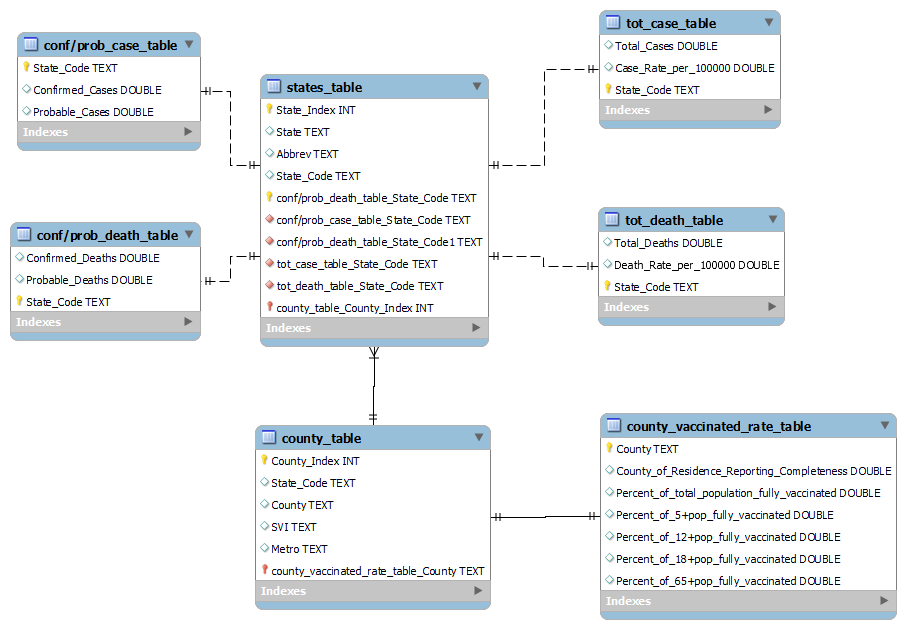 conf/prob_case_table
State_Code TEXT
Confirmed_Cases DOUBLE
Probable_Cases DOUBLE
Indexes
conf/prob_death_table
Confirmed_Deaths DOUBLE
Probable_Deaths DOUBLE
State_Code TEXT
Indexes
states_table
State_Index INT
State TEXT
Abbrev TEXT
State_Code TEXT
conf/prob_death_table_State_Code TEXT
conf/prob_case_table_State_Code TEXT
conf/prob_death_table_State_Code1 TEXT
tot_case_table_State_Code TEXT
tot_death_table_State_Code TEXT
county_table_County_Index INT
Indexes
tot_case_table
Total_Cases DOUBLE
Case_Rate_per_100000 DOUBLE
State_Code TEXT
Indexes
tot_death_table
Total_Deaths DOUBLE
Death_Rate_per_100000 DOUBLE
State_Code TEXT
Indexes
county_table
County_Index INT
State_Code TEXT
County TEXT
SVI TEXT
Metro TEXT
county_vaccinated_rate_table_County TEXT
Indexes
county_vaccinated_rate_table
County TEXT
County_of_Residence_Reporting_Completeness DOUBLE
Percent_of_total_population_fully_vaccinated DOUBLE
Percent_of_5+pop_fully_vaccinated DOUBLE
Percent_of_12+pop_fully_vaccinated DOUBLE
Percent_of_18+pop_fully_vaccinated DOUBLE
Percent_of_65+pop_fully_vaccinated DOUBLE
Indexes